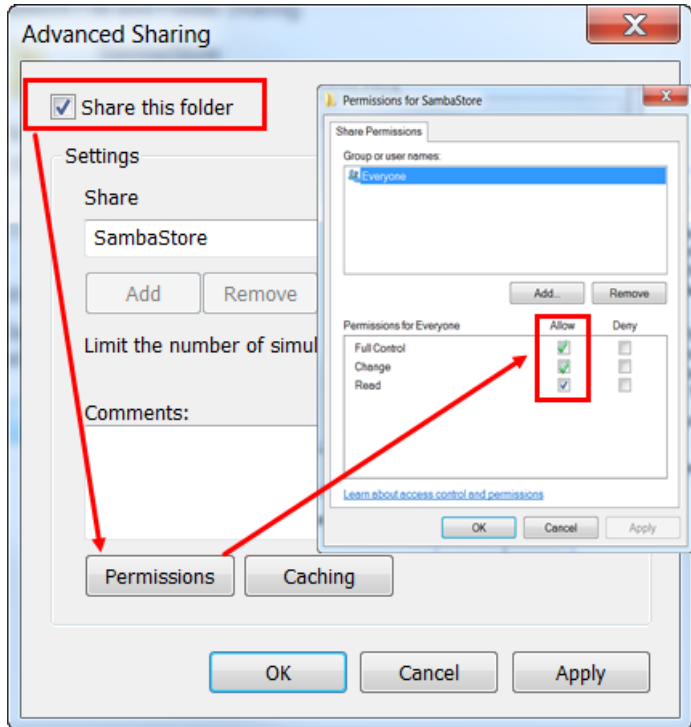 Advanced Sharing
Share this folder
Settings
Share
SambaStore
Add Remove
Limit the number of simul
Comments:
Permissions Caching
OK Cancel Apply
Permissions for SambaStore
Share Permissions
Group or user names:
Everyone
Add... Remove
Permissions for Everyone Allow Deny
Full Control
Change
Read
Learn about access control and permissions
OK Cancel Apply